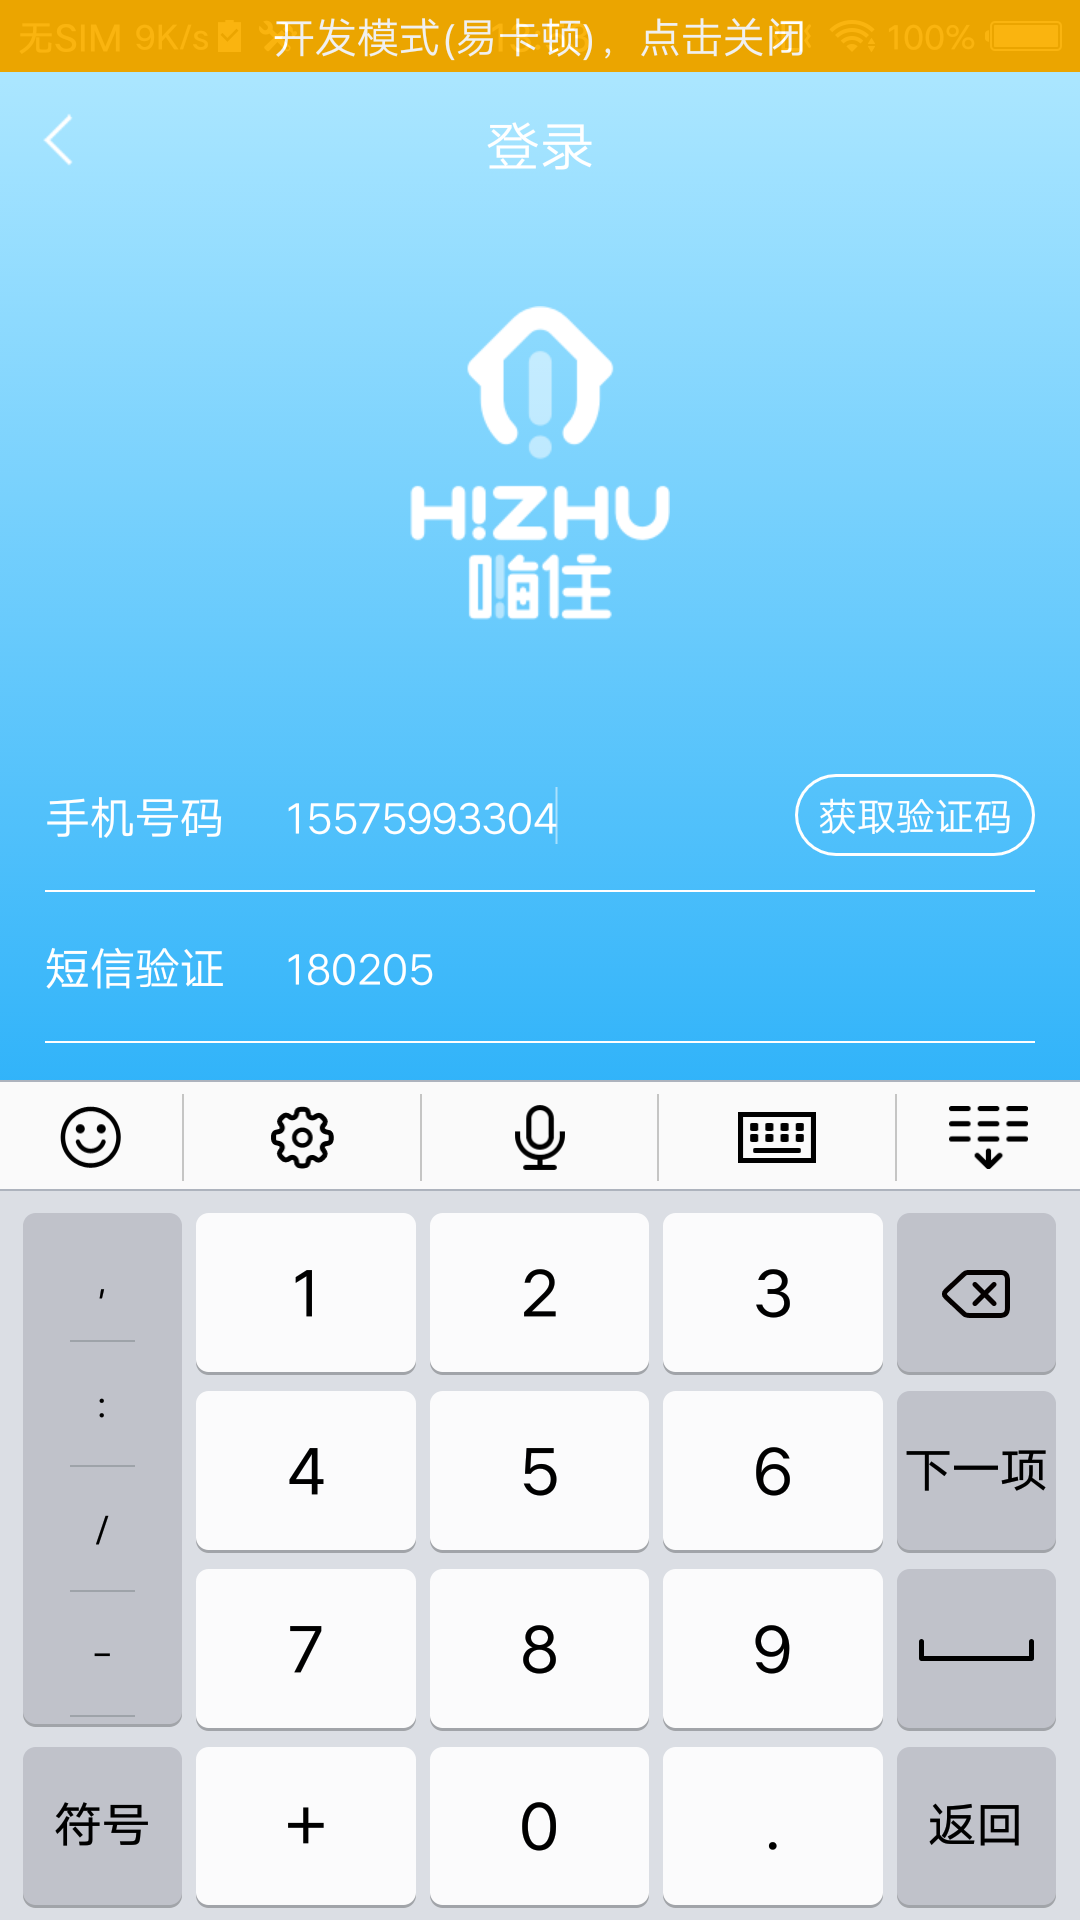 无SIM 9K/s 开发模式(易卡顿)，点击关闭 100%
登录
HIZHU
嗨住
手机号码 15575993304 获取验证码
短信验证 180205
, 1 2 3
: 4 5 6 下一项
/
- 7 8 9
符号 + 0 . 返回